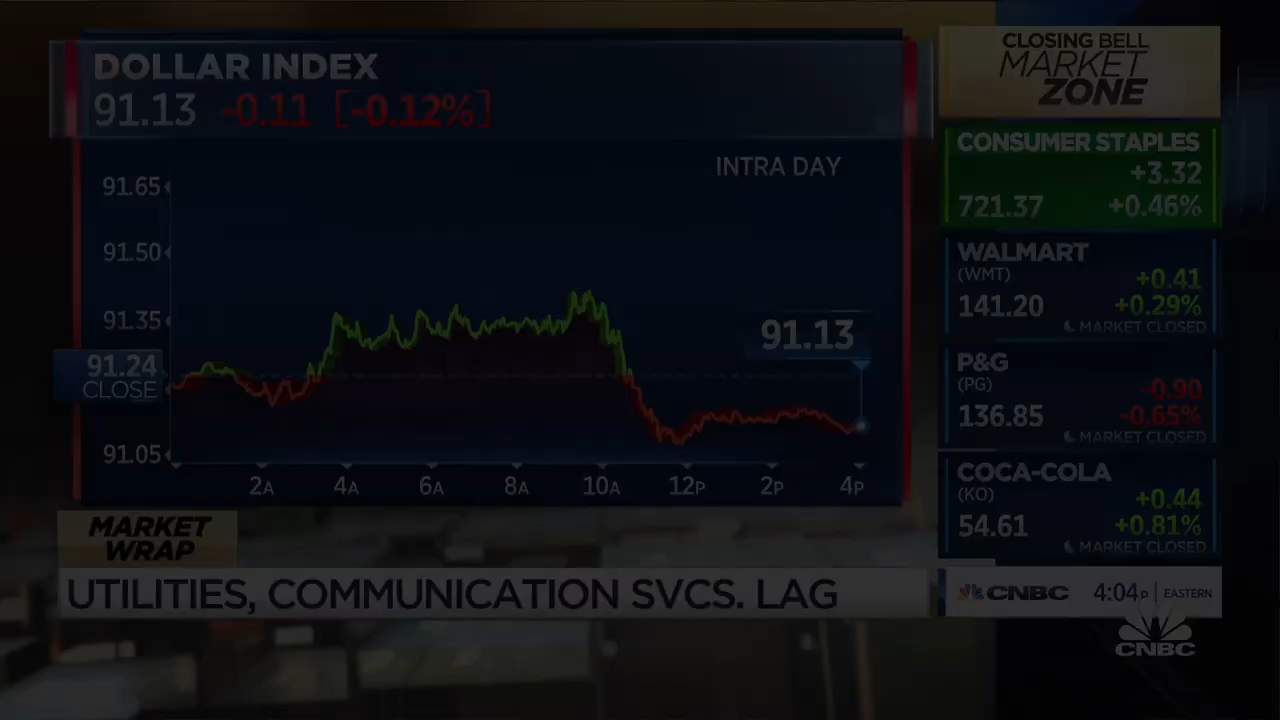 DOLLAR INDEX
91.13 -0.11 [-0.12%]
INTRA DAY
91.65
91.50
91.35
91.24
CLOSE
91.05
91.13
2A 4A 6A 8A 10A 12P 2P 4P
MARKET
WRAP
UTILITIES, COMMUNICATION SVCS. LAG
CLOSING BELL
MARKET
ZONE
CONSUMER STAPLES
+3.32
721.37 +0.46%
WALMART
(WMT) +0.41
141.20 +0.29%
MARKET CLOSED
P&G
(PG) -0.90
136.85 -0.65%
MARKET CLOSED
COCA-COLA
(KO) +0.44
54.61 +0.81%
MARKET CLOSED
CNBC 4:04P EASTERN
CNBC